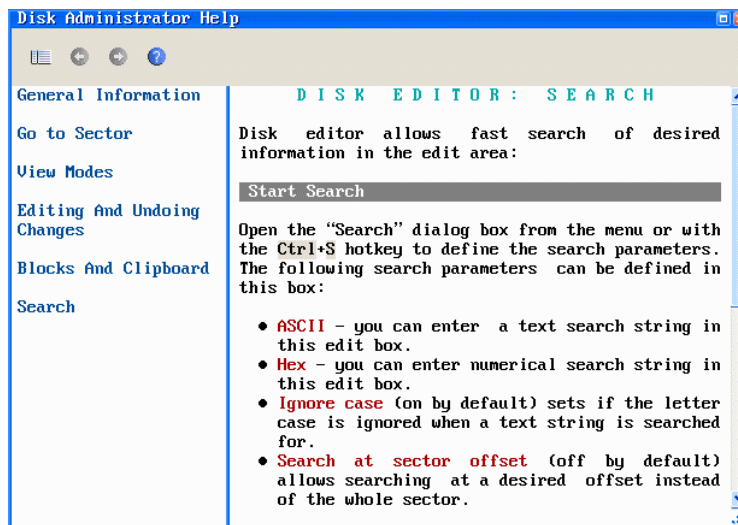 Disk Administrator Help
General Information
Go to Sector
View Modes
Editing And Undoing
Changes
Blocks And Clipboard
Search
DISK EDITOR: SEARCH
Disk editor allows fast search of desired
information in the edit area:
Start Search
Open the “Search” dialog box from the menu or with
the Ctrl+S hotkey to define the search parameters.
The following search parameters can be defined in
this box:
● ASCII – you can enter a text search string in
this edit box.
● Hex – you can enter numerical search string in
this edit box.
● Ignore case (on by default) sets if the letter
case is ignored when a text string is searched
for.
● Search at sector offset (off by default)
allows searching at a desired offset instead
of the whole sector.